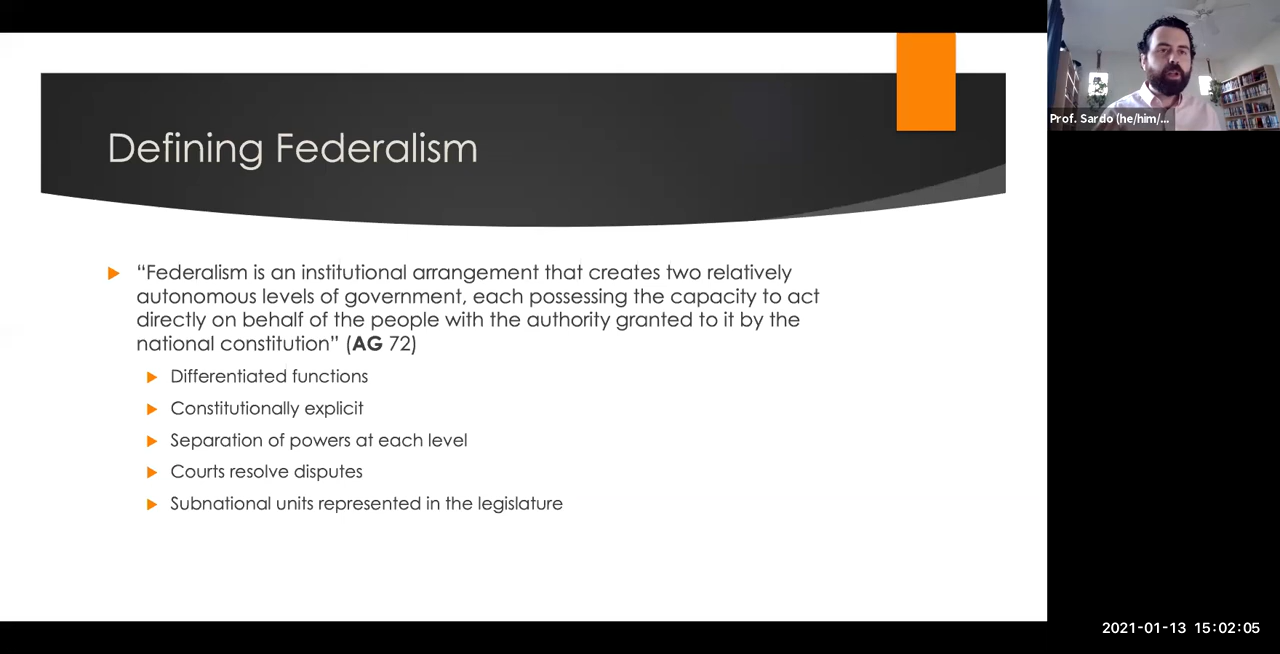 Defining Federalism
“Federalism is an institutional arrangement that creates two relatively
autonomous levels of government, each possessing the capacity to act
directly on behalf of the people with the authority granted to it by the
national constitution” (AG 72)
Differentiated functions
Constitutionally explicit
Separation of powers at each level
Courts resolve disputes
Subnational units represented in the legislature
Prof. Sardo (he/him/...
2021-01-13 15:02:05